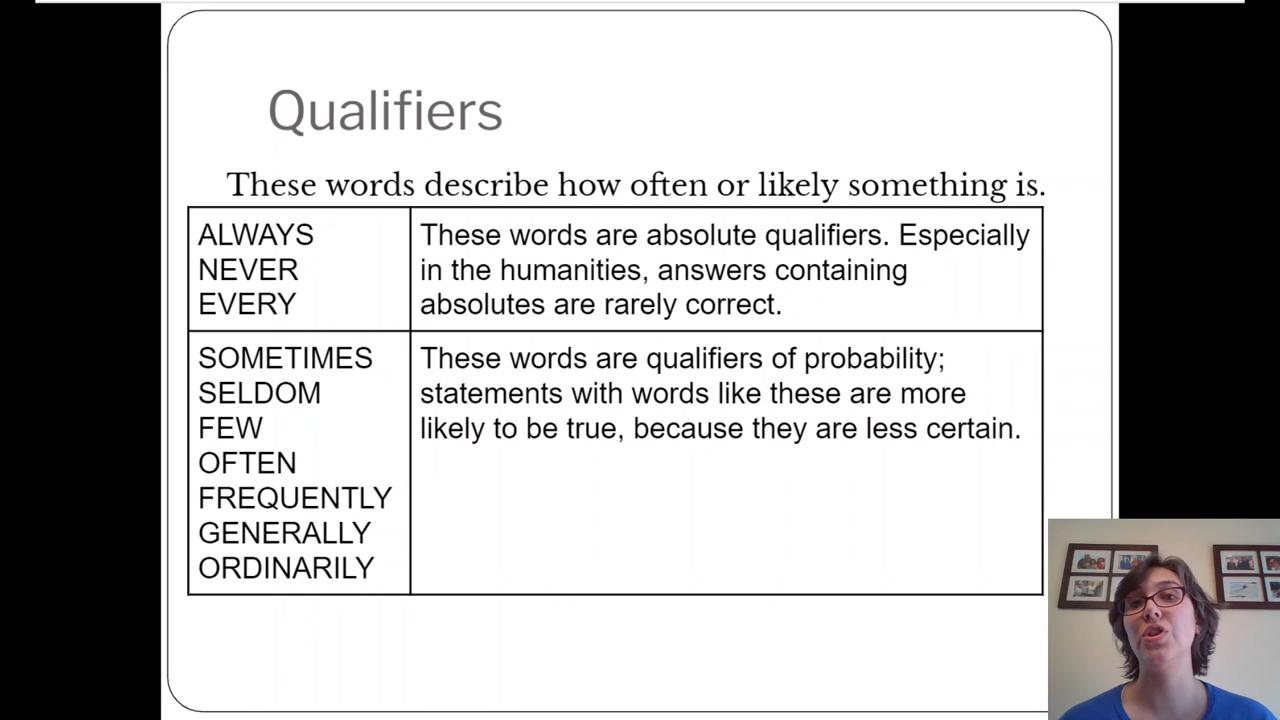 Qualifiers
These words describe how often or likely something is.
ALWAYS
NEVER
EVERY
These words are absolute qualifiers. Especially
in the humanities, answers containing
absolutes are rarely correct.
SOMETIMES
SELDOM
FEW
OFTEN
FREQUENTLY
GENERALLY
ORDINARILY
These words are qualifiers of probability;
statements with words like these are more
likely to be true, because they are less certain.